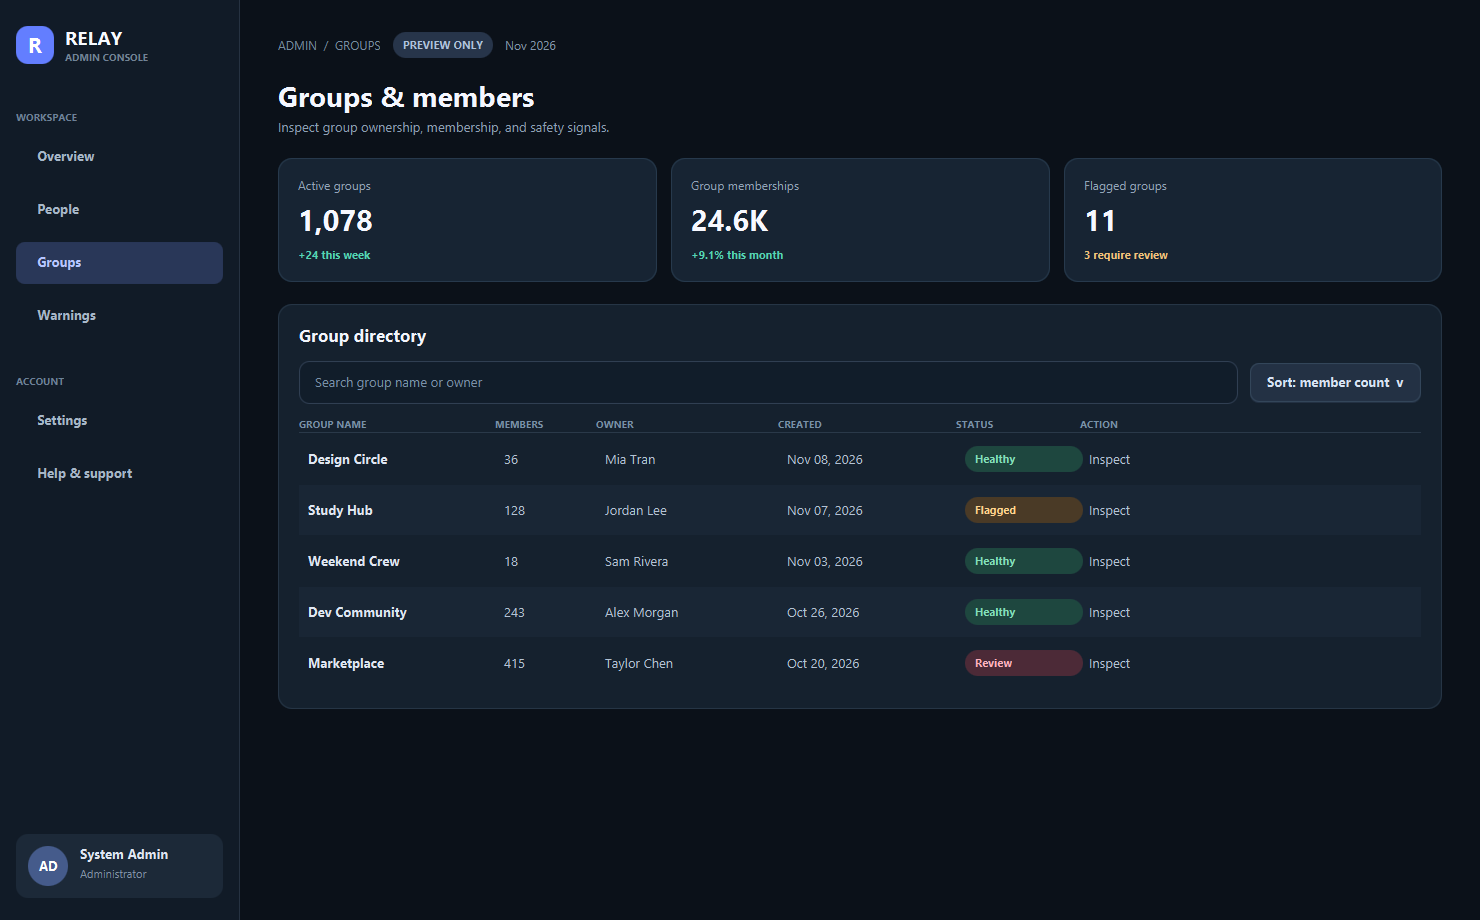 R
RELAY
ADMIN CONSOLE
WORKSPACE
Overview
People
Groups
Warnings
ACCOUNT
Settings
Help & support
AD
System Admin
Administrator
ADMIN / GROUPS PREVIEW ONLY Nov 2026
Groups & members
Inspect group ownership, membership, and safety signals.
Active groups
1,078
+24 this week
Group memberships
24.6K
+9.1% this month
Flagged groups
11
3 require review
Group directory
Search group name or owner
Sort: member count v
GROUP NAME MEMBERS OWNER CREATED STATUS ACTION
Design Circle 36 Mia Tran Nov 08, 2026 Healthy Inspect
Study Hub 128 Jordan Lee Nov 07, 2026 Flagged Inspect
Weekend Crew 18 Sam Rivera Nov 03, 2026 Healthy Inspect
Dev Community 243 Alex Morgan Oct 26, 2026 Healthy Inspect
Marketplace 415 Taylor Chen Oct 20, 2026 Review Inspect